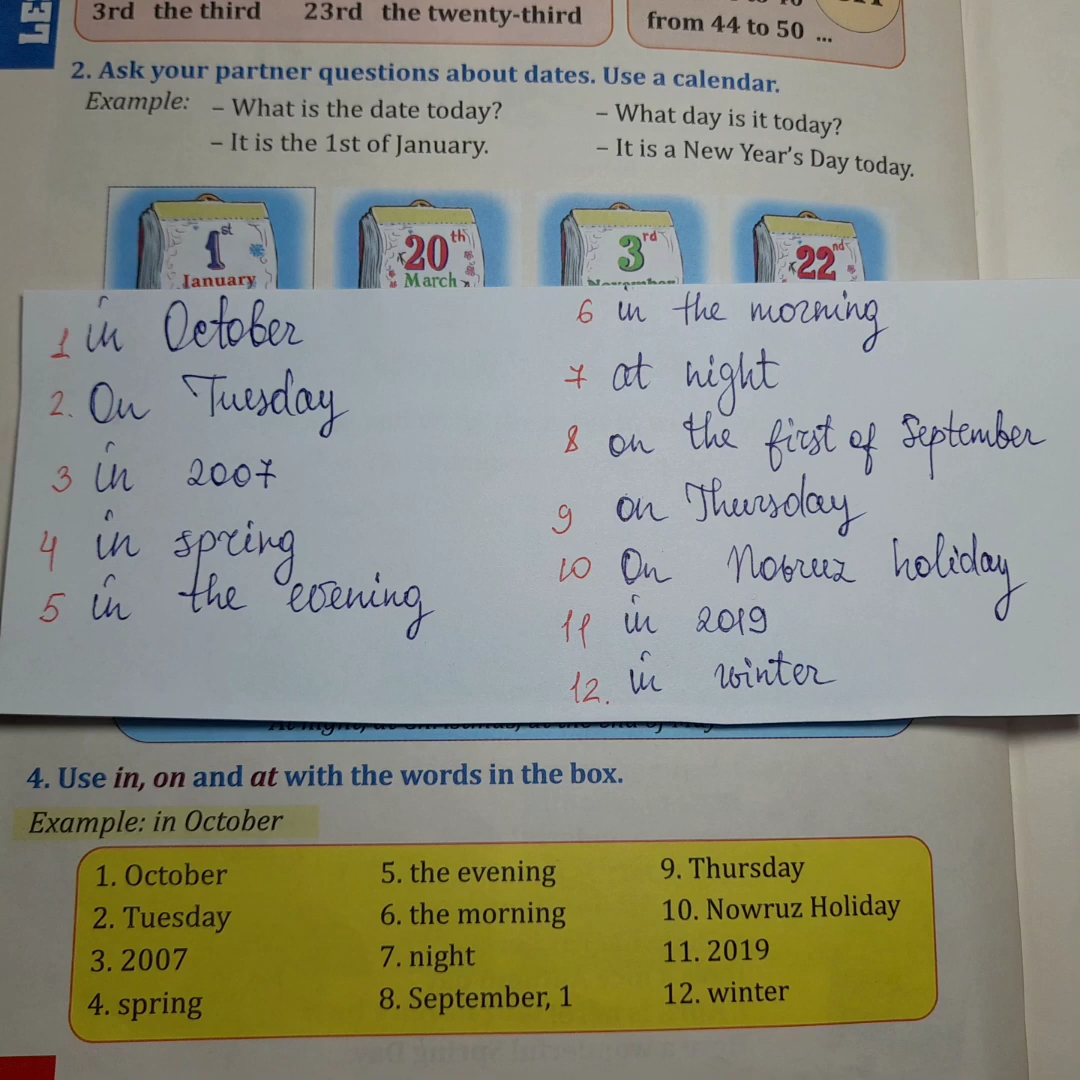 LE
3rd the third 23rd the twenty-third
from 44 to 50 ...
2. Ask your partner questions about dates. Use a calendar.
Example: – What is the date today? – What day is it today?
– It is the 1st of January. – It is a New Year's Day today.
1st 20th 3rd 22nd
January March November
1 in October
2. On Tuesday
3 in 2007
4 in spring
5 in the evening
6 in the morning
7 at night
8 on the first of September
9 on Thursday
10 On Nobruz holiday
11 in 2019
12. in winter
4. Use in, on and at with the words in the box.
Example: in October
1. October
2. Tuesday
3. 2007
4. spring
5. the evening
6. the morning
7. night
8. September, 1
9. Thursday
10. Nowruz Holiday
11. 2019
12. winter